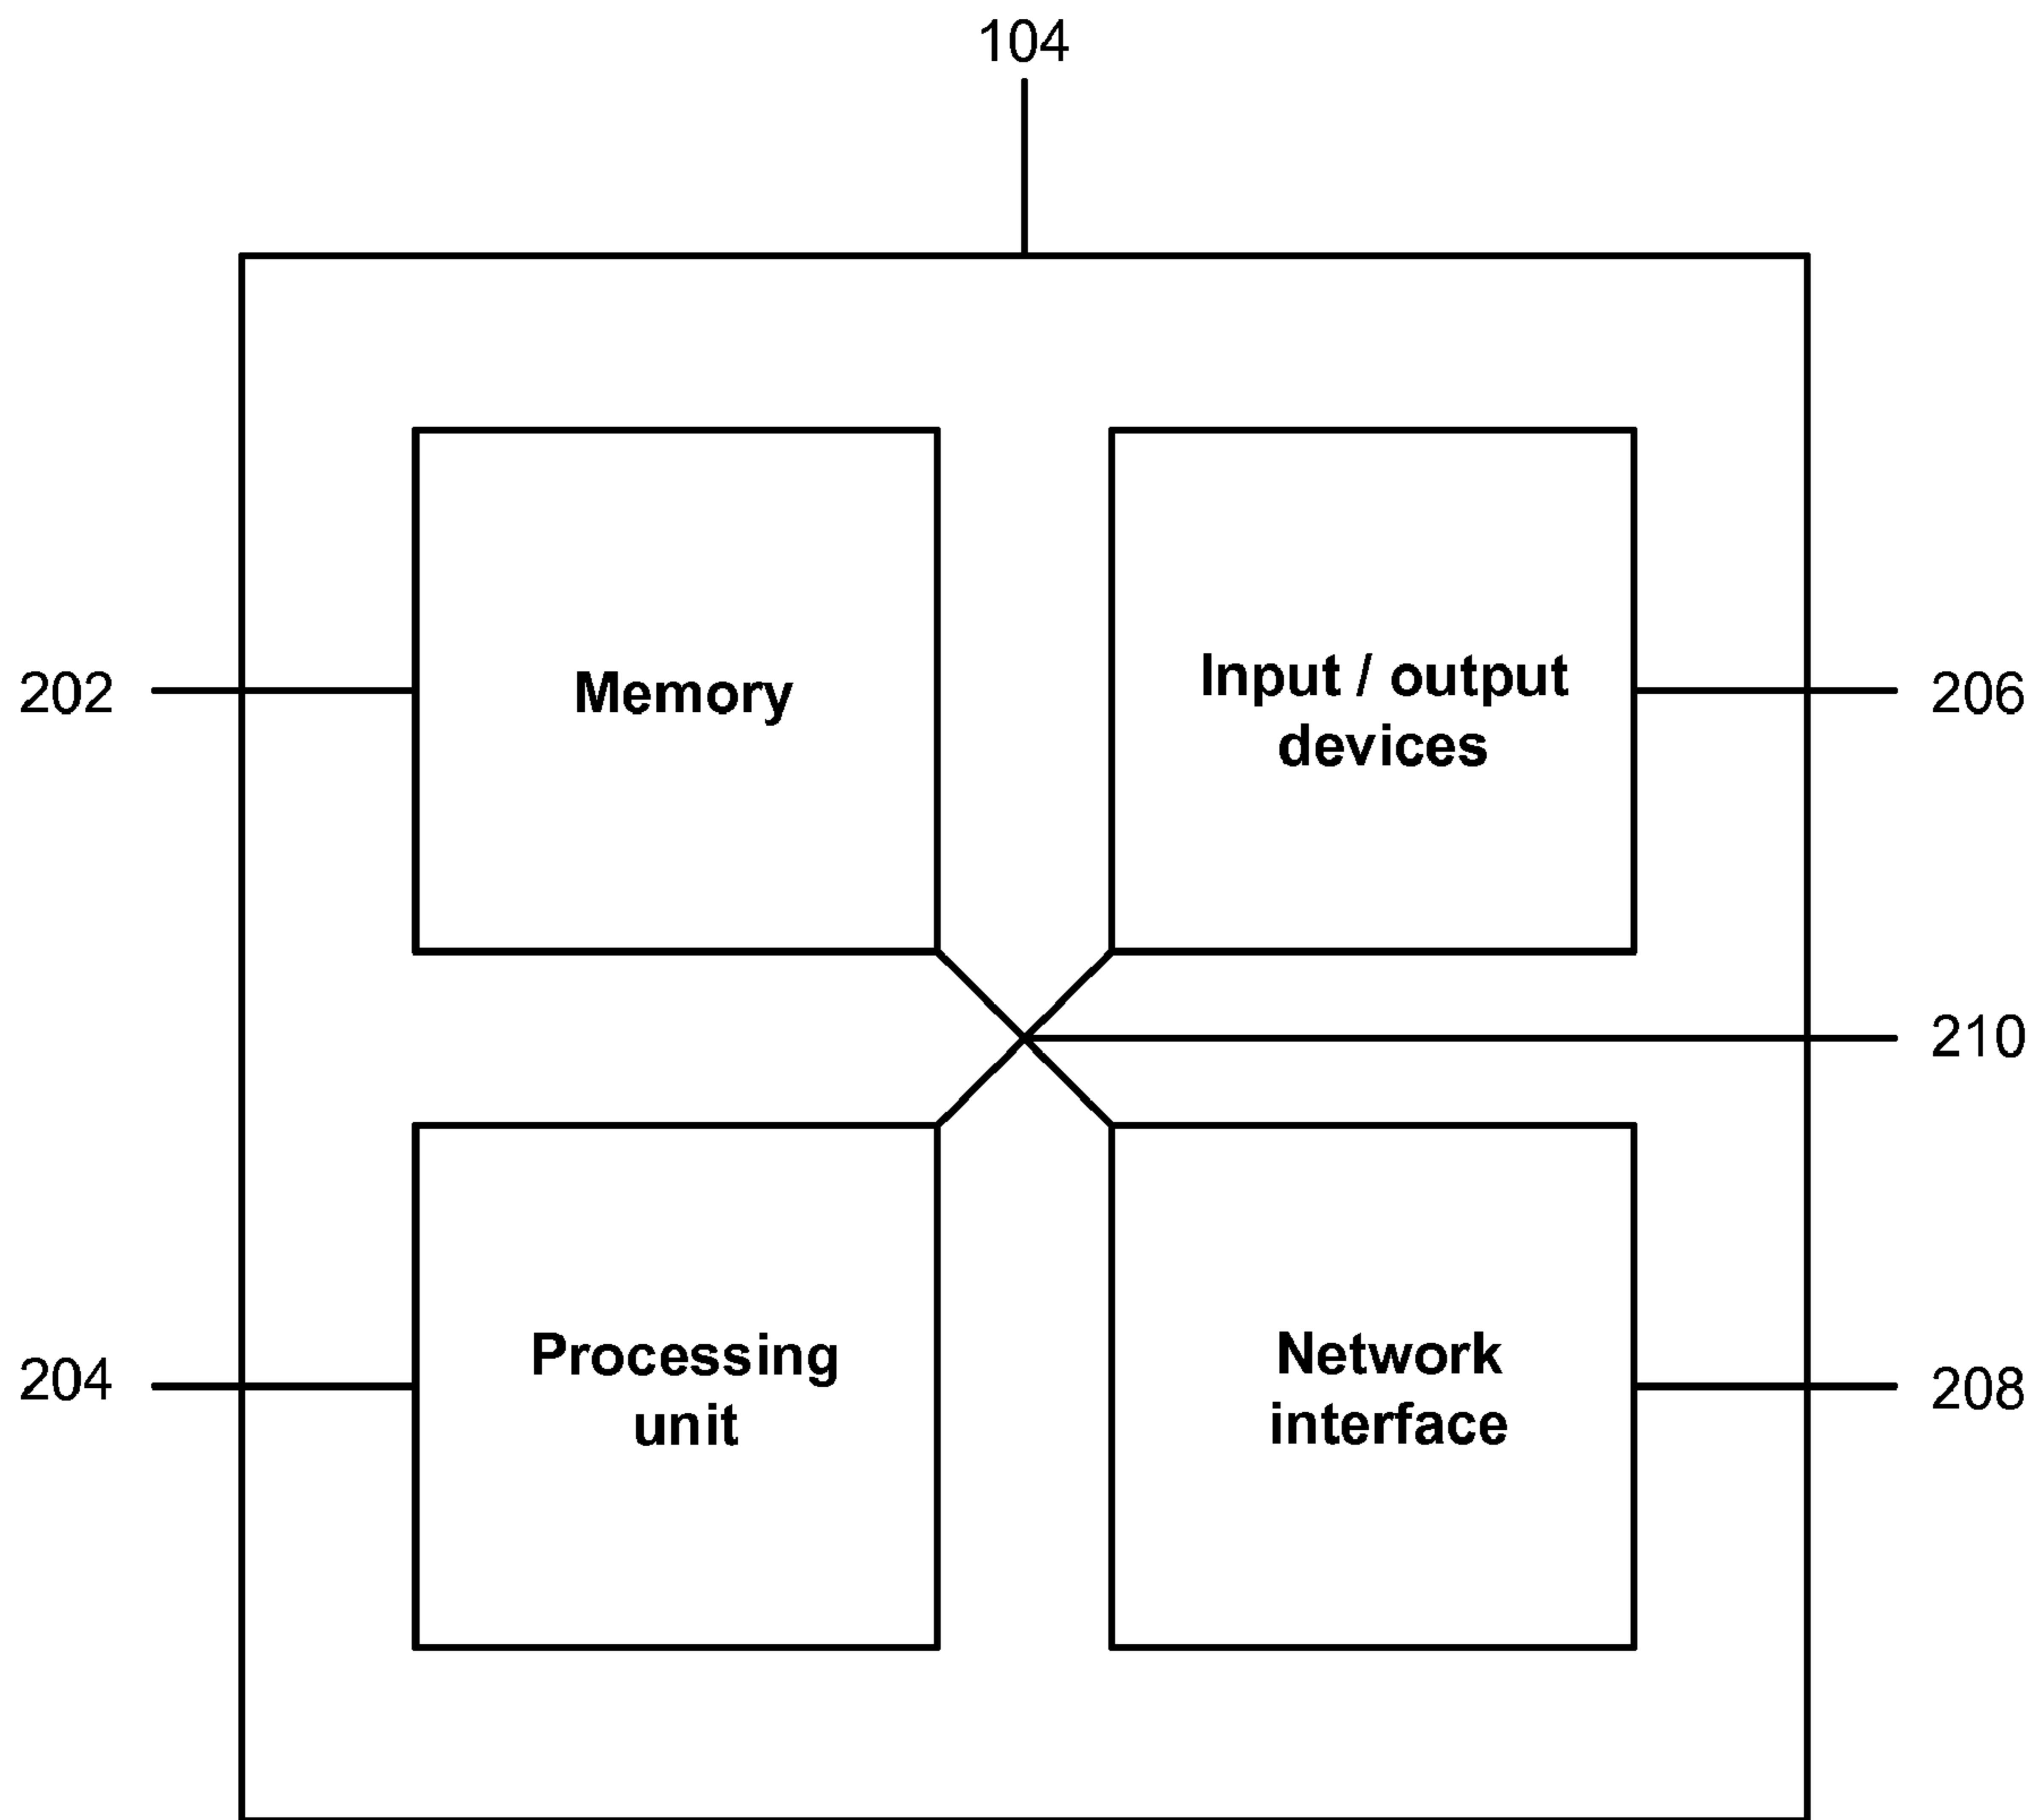 104
202
Memory
Input / output
devices
206
210
204
Processing
unit
Network
interface
208